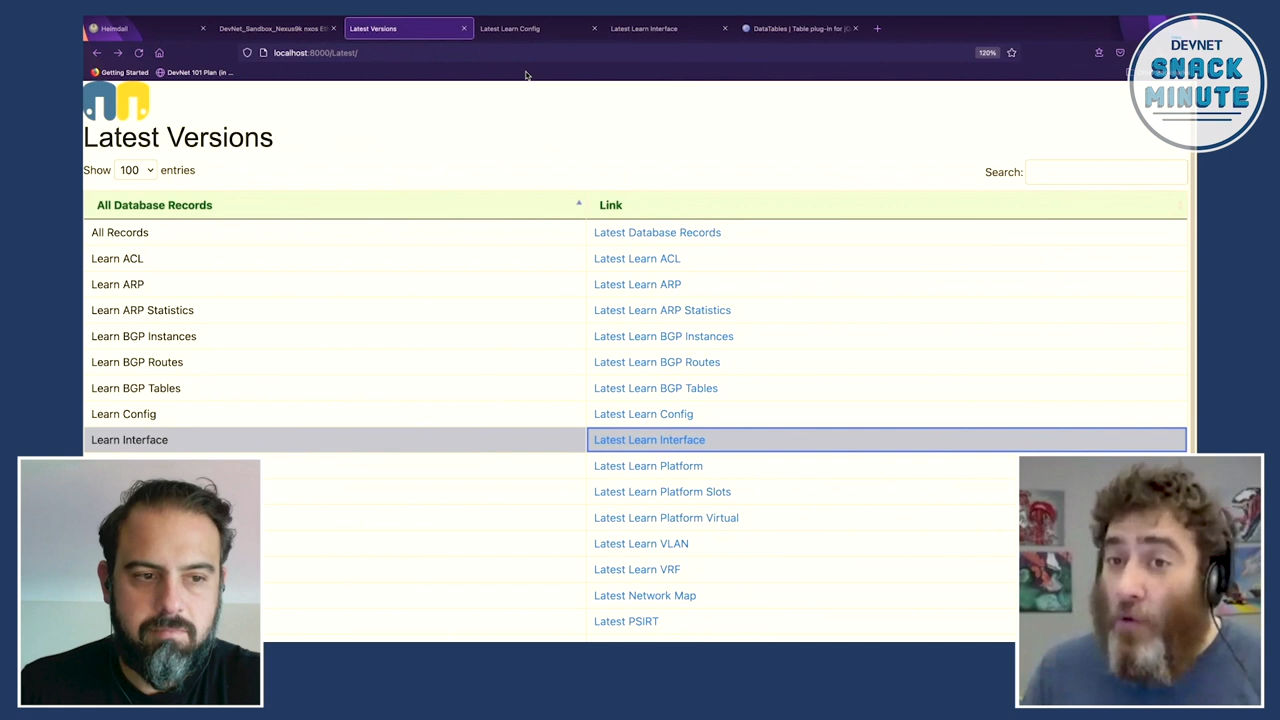 Heimdall
DevNet_Sandbox_Nexus9k nxos
Latest Versions
Latest Learn Config
Latest Learn Interface
DataTables | Table plug-in for
localhost:8000/Latest/
120%
Getting Started
DevNet 101 Plan (in ...
DEVNET
SNACK
MINUTE
Latest Versions
Show 100 entries
Search:
All Database Records Link
All Records Latest Database Records
Learn ACL Latest Learn ACL
Learn ARP Latest Learn ARP
Learn ARP Statistics Latest Learn ARP Statistics
Learn BGP Instances Latest Learn BGP Instances
Learn BGP Routes Latest Learn BGP Routes
Learn BGP Tables Latest Learn BGP Tables
Learn Config Latest Learn Config
Learn Interface Latest Learn Interface
Latest Learn Platform
Latest Learn Platform Slots
Latest Learn Platform Virtual
Latest Learn VLAN
Latest Learn VRF
Latest Network Map
Latest PSIRT